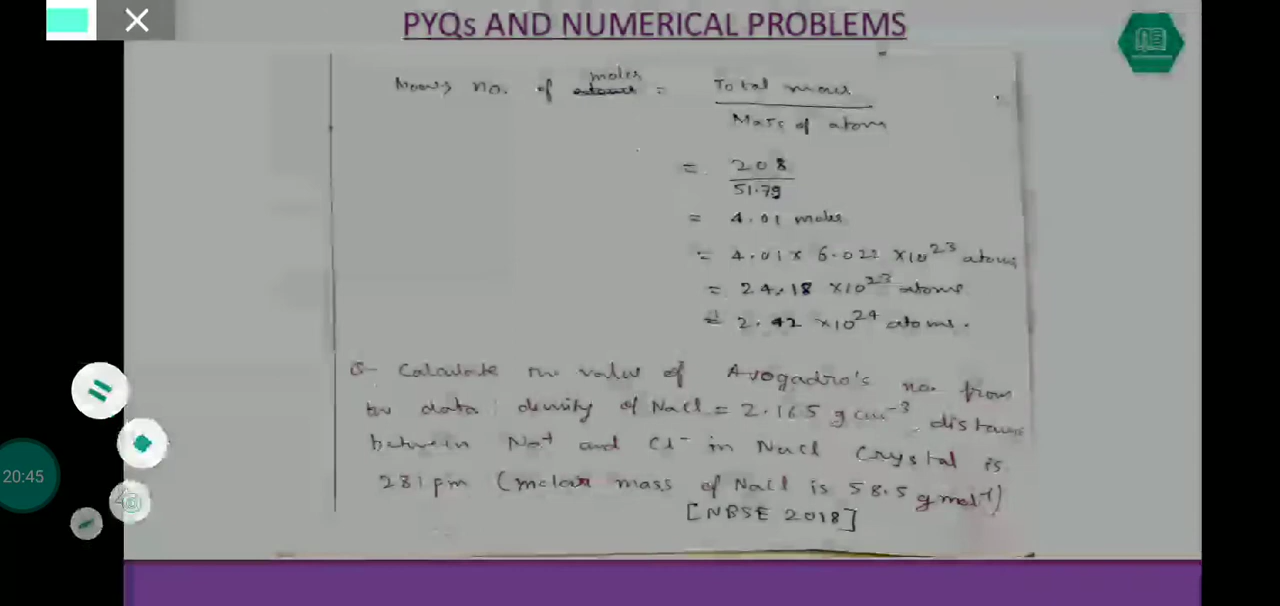 PYQs AND NUMERICAL PROBLEMS
no. of moles = Total mass
Mass of atom
= 208
51.79
= 4.01 moles
= 4.01 x 6.022 x10^23 atoms
= 24.18 x10^23 atoms
= 2.42 x10^24 atoms.
Q- Calculate the value of Avogadro's no. from
the data: density of NaCl = 2.165 g cm^-3 distance
between Na+ and Cl- in NaCl Crystal is
281 pm (molar mass of NaCl is 58.5 g mol^-1)
[NBSE 2018]
20:45